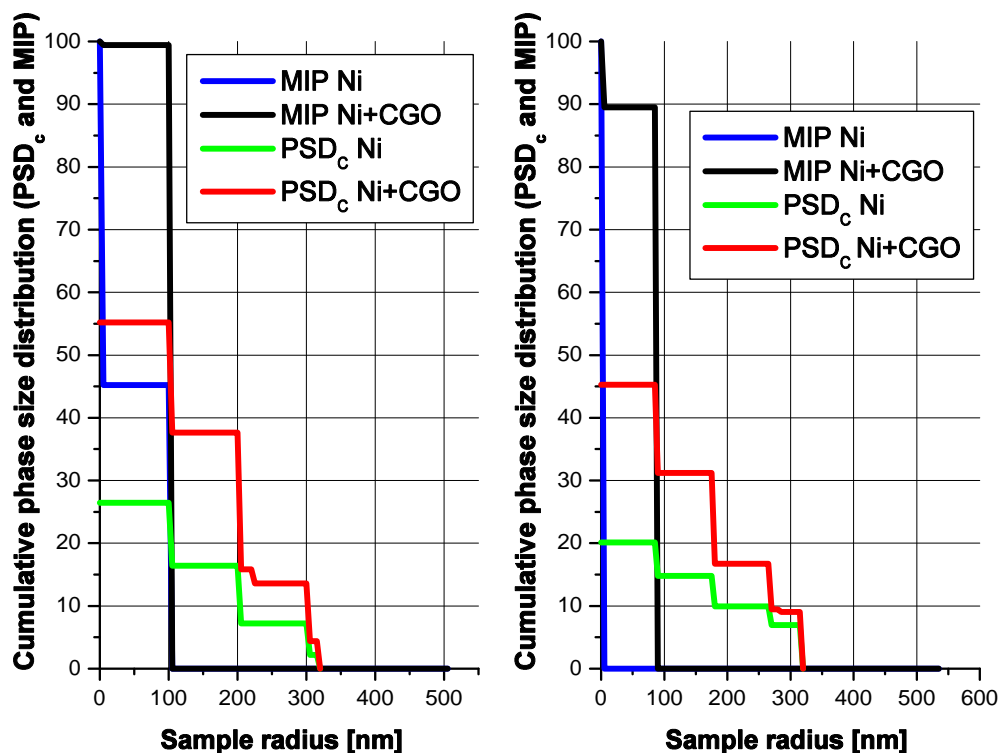 Cumulative phase size distribution (PSDc and MIP)
100
90
80
70
60
50
40
30
20
10
0
MIP Ni
MIP Ni+CGO
PSDc Ni
PSDc Ni+CGO
0 100 200 300 400 500
Sample radius [nm]
Cumulative phase size distribution (PSDc and MIP)
100
90
80
70
60
50
40
30
20
10
0
MIP Ni
MIP Ni+CGO
PSDc Ni
PSDc Ni+CGO
0 100 200 300 400 500 600
Sample radius [nm]